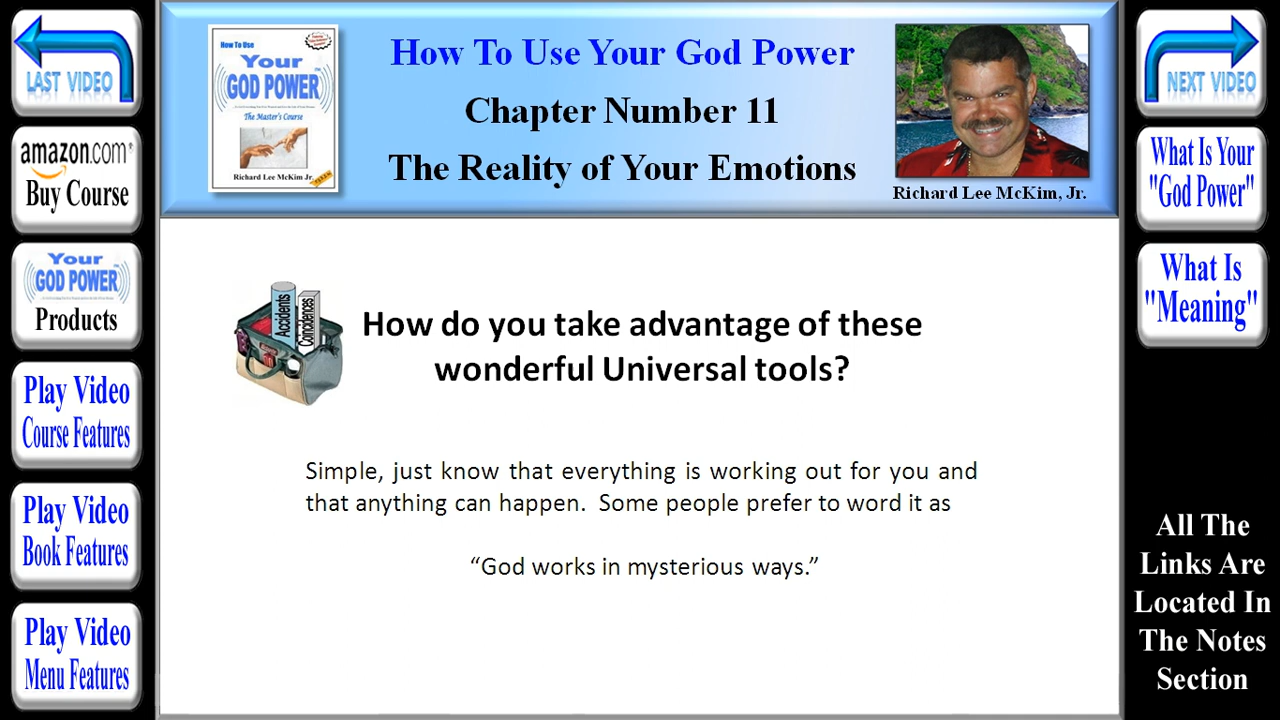 LAST VIDEO
amazon.com®
Buy Course
Your
GOD POWER™
Products
Play Video
Course Features
Play Video
Book Features
Play Video
Menu Features
How To Use
Your
GOD POWER™
The Master's Course
Richard Lee McKim Jr.
How To Use Your God Power
Chapter Number 11
The Reality of Your Emotions
Richard Lee McKim, Jr.
Accidents
Coincidences
How do you take advantage of these
wonderful Universal tools?
Simple, just know that everything is working out for you and
that anything can happen. Some people prefer to word it as
“God works in mysterious ways.”
NEXT VIDEO
What Is Your
"God Power"
What Is
"Meaning"
All The
Links Are
Located In
The Notes
Section